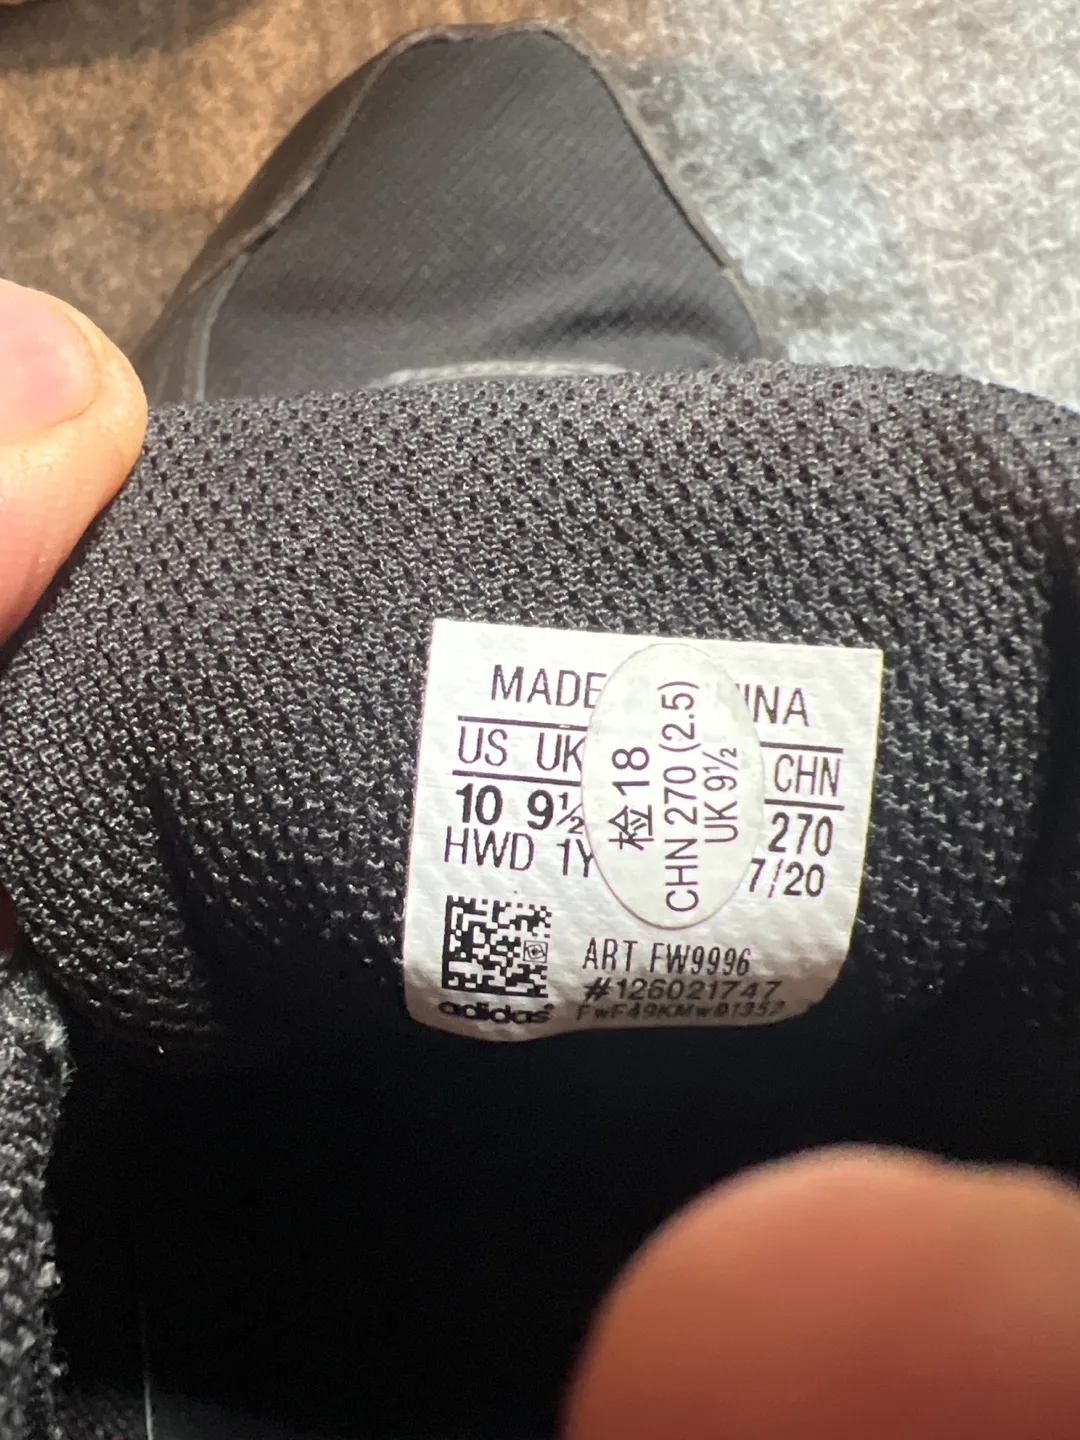 MADE
INA
US UK
CHN
10 9½
270
HWD 1Y
7/20
检18
CHN 270 (2.5)
UK 9½
ART FW9996
#126021747
adidas